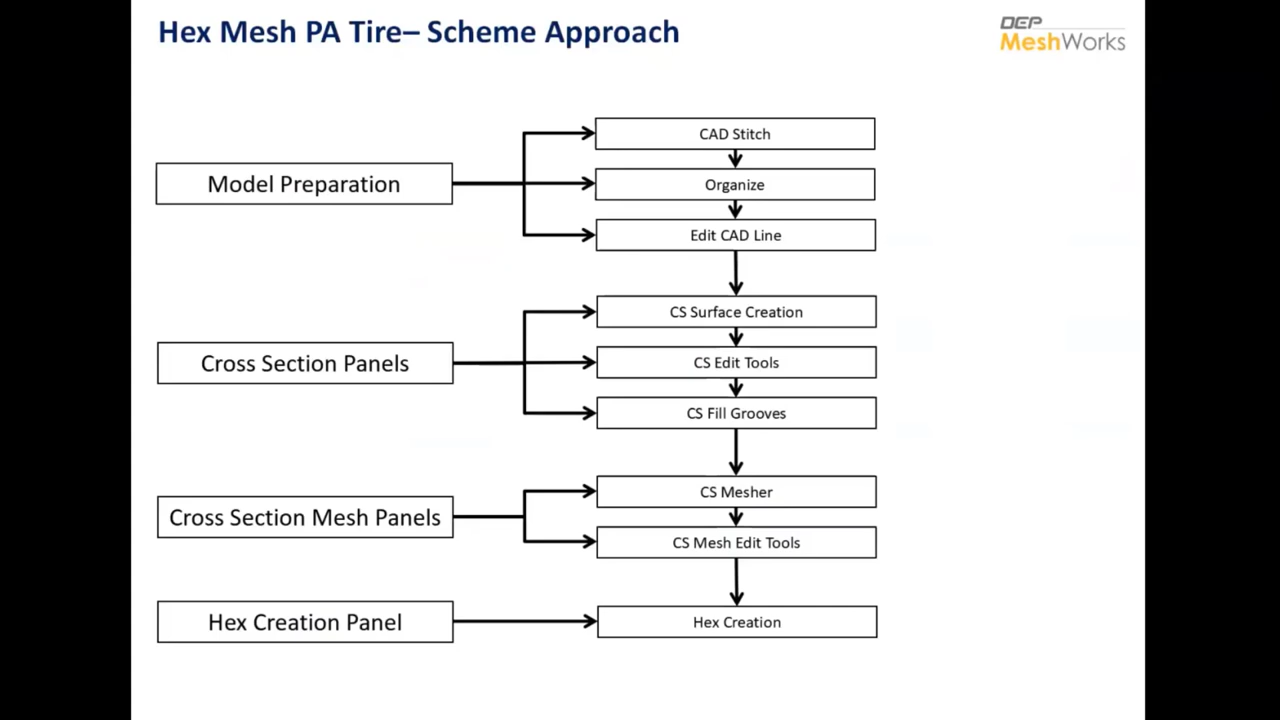 Hex Mesh PA Tire– Scheme Approach
DEP
MeshWorks
Model Preparation
CAD Stitch
Organize
Edit CAD Line
Cross Section Panels
CS Surface Creation
CS Edit Tools
CS Fill Grooves
Cross Section Mesh Panels
CS Mesher
CS Mesh Edit Tools
Hex Creation Panel
Hex Creation